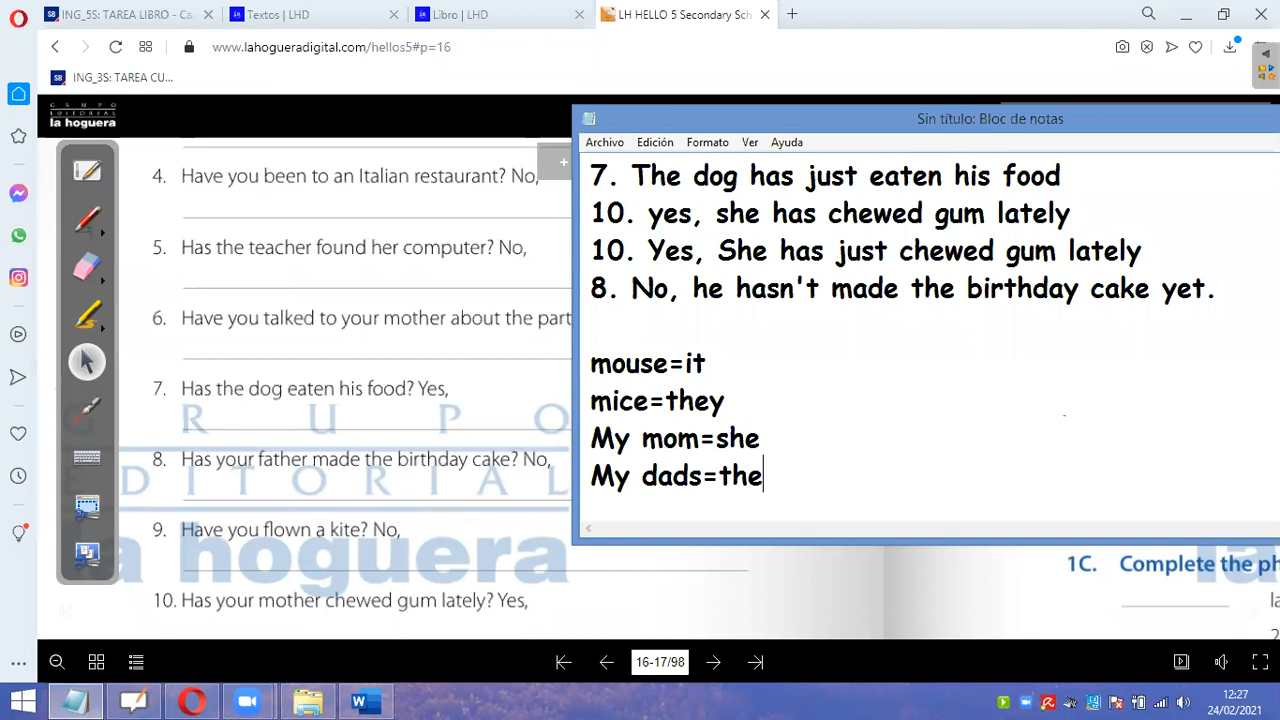 ING_5S: TAREA LIBRO - Ca
Textos | LHD
Libro | LHD
LH HELLO 5 Secondary Sch
www.lahogueradigital.com/hellos5#p=16
ING_3S: TAREA CU...
GRUPO
EDITORIAL
la hoguera
Sin título: Bloc de notas
Archivo Edición Formato Ver Ayuda
4. Have you been to an Italian restaurant? No,
5. Has the teacher found her computer? No,
6. Have you talked to your mother about the part
7. Has the dog eaten his food? Yes,
8. Has your father made the birthday cake? No,
9. Have you flown a kite? No,
10. Has your mother chewed gum lately? Yes,
R U P O
D I T O R I A L
la hoguera
7. The dog has just eaten his food
10. yes, she has chewed gum lately
10. Yes, She has just chewed gum lately
8. No, he hasn't made the birthday cake yet.
mouse=it
mice=they
My mom=she
My dads=the
1C. Complete the ph
la
2
16-17/98
12:27
24/02/2021